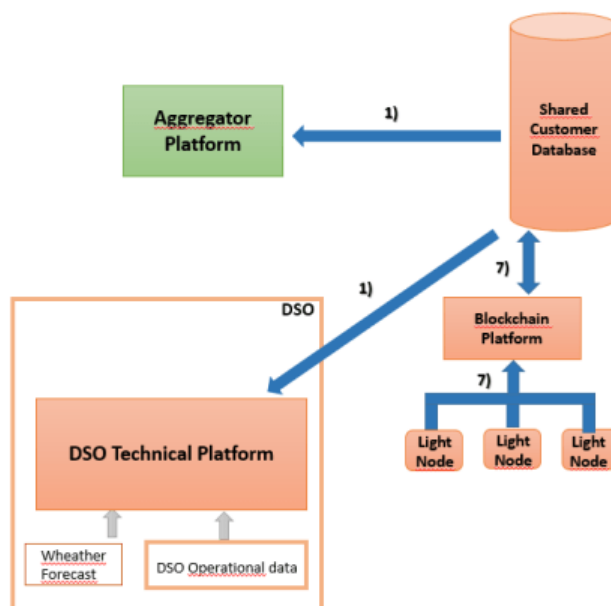 Aggregator
Platform
1)
Shared
Customer
Database
1)
7)
DSO
Blockchain
Platform
7)
DSO Technical Platform
Light
Node
Light
Node
Light
Node
Wheather
Forecast
DSO Operational data